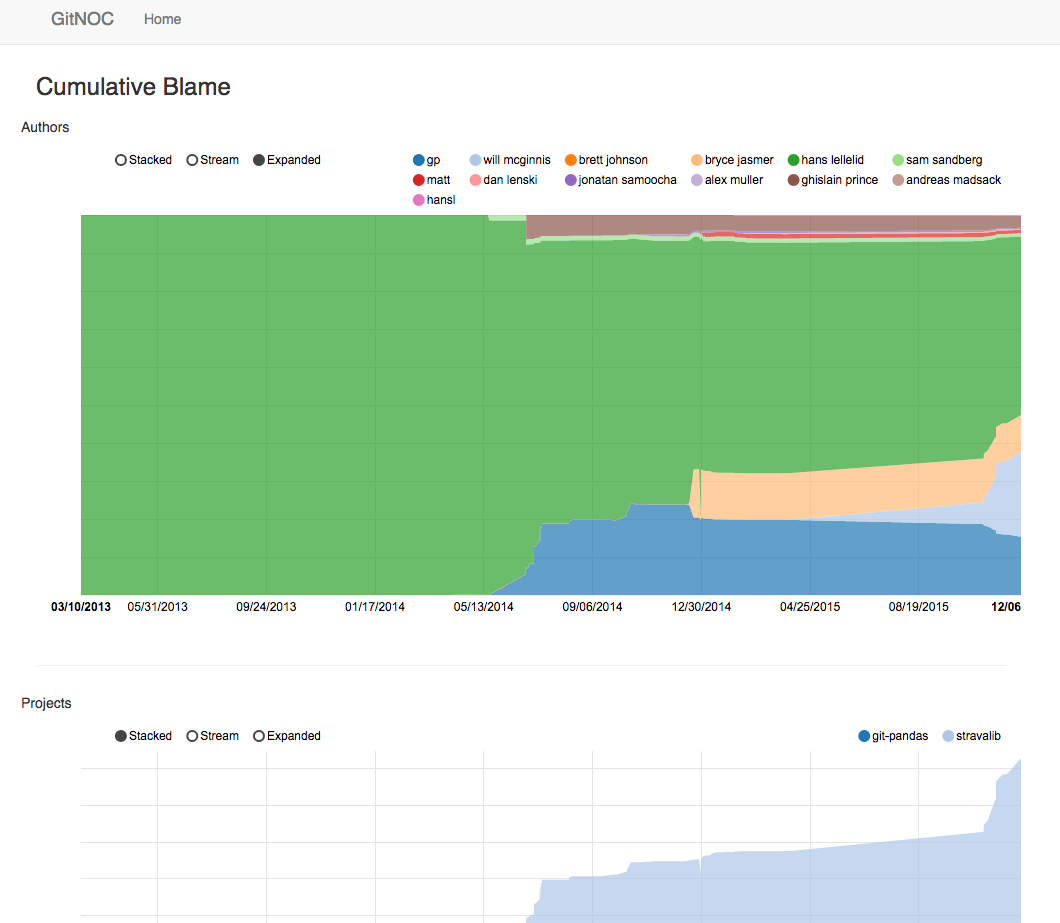 GitNOC Home
Cumulative Blame
Authors
Stacked Stream Expanded gp will mcginnis brett johnson bryce jasmer hans lellelid sam sandberg
matt dan lenski jonatan samoocha alex muller ghislain prince andreas madsack
hansl
03/10/2013 05/31/2013 09/24/2013 01/17/2014 05/13/2014 09/06/2014 12/30/2014 04/25/2015 08/19/2015 12/06
Projects
Stacked Stream Expanded git-pandas stravalib